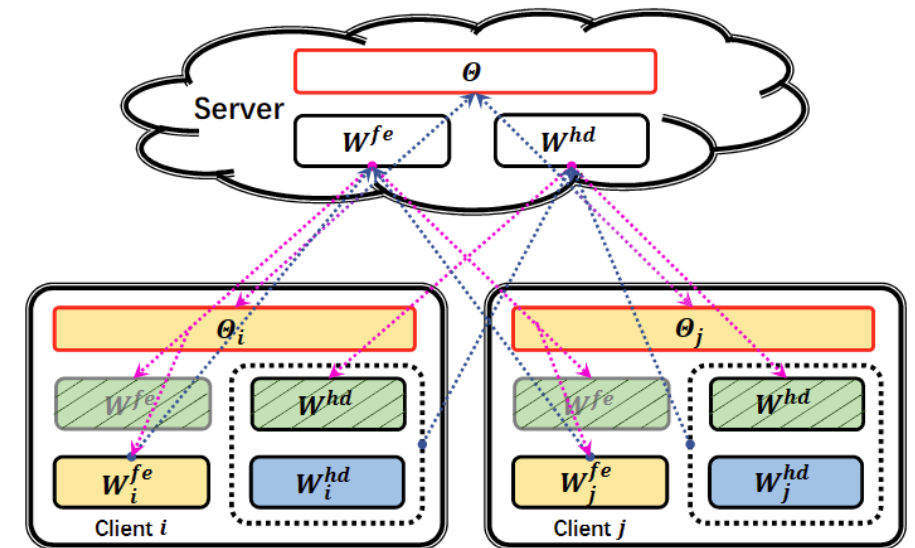 Θ
Server
W^{fe} W^{hd}
Θ_i Θ_j
W^{fe} W^{hd} W^{fe} W^{hd}
W_i^{fe} W_i^{hd} W_j^{fe} W_j^{hd}
Client i Client j